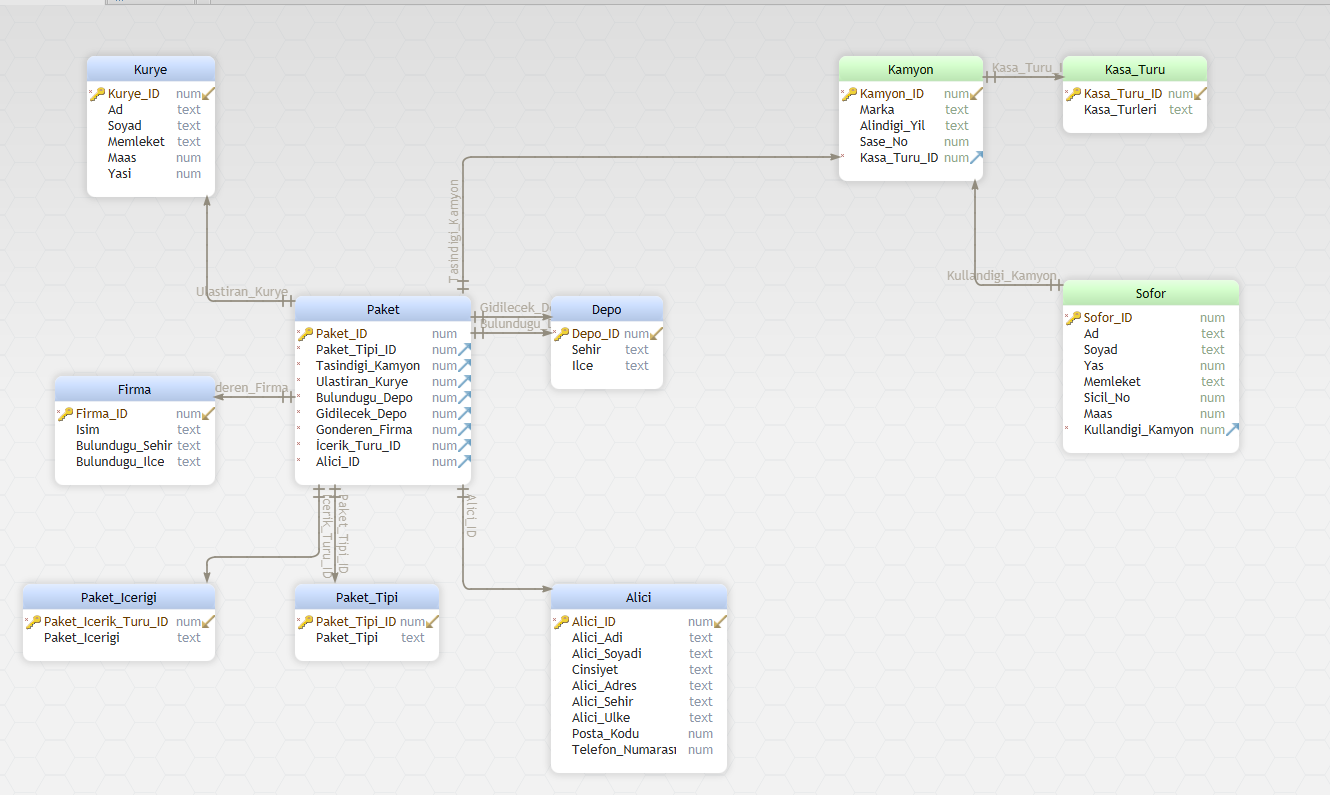 Kurye
Kurye_ID num
Ad text
Soyad text
Memleket text
Maas num
Yasi num
Kamyon
Kamyon_ID num
Marka text
Alindigi_Yil text
Sase_No num
Kasa_Turu_ID num
Kasa_Turu_I
Kasa_Turu
Kasa_Turu_ID num
Kasa_Turleri text
Tasindigi_Kamyon
Kullandigi_Kamyon
Ulastiran_Kurye
Sofor
Sofor_ID num
Ad text
Soyad text
Yas num
Memleket text
Sicil_No num
Maas num
Kullandigi_Kamyon num
Paket
Paket_ID num
Paket_Tipi_ID num
Tasindigi_Kamyon num
Ulastiran_Kurye num
Bulundugu_Depo num
Gidilecek_Depo num
Gonderen_Firma num
İcerik_Turu_ID num
Alici_ID num
Gidilecek_De
Bulundugu_
Depo
Depo_ID num
Sehir text
Ilce text
Firma
Firma_ID num
Isim text
Bulundugu_Sehir text
Bulundugu_Ilce text
deren_Firma
İcerik_Turu_ID
Paket_Tipi_ID
Alici_ID
Paket_Icerigi
Paket_Icerik_Turu_ID num
Paket_Icerigi text
Paket_Tipi
Paket_Tipi_ID num
Paket_Tipi text
Alici
Alici_ID num
Alici_Adi text
Alici_Soyadi text
Cinsiyet text
Alici_Adres text
Alici_Sehir text
Alici_Ulke text
Posta_Kodu num
Telefon_Numarası num